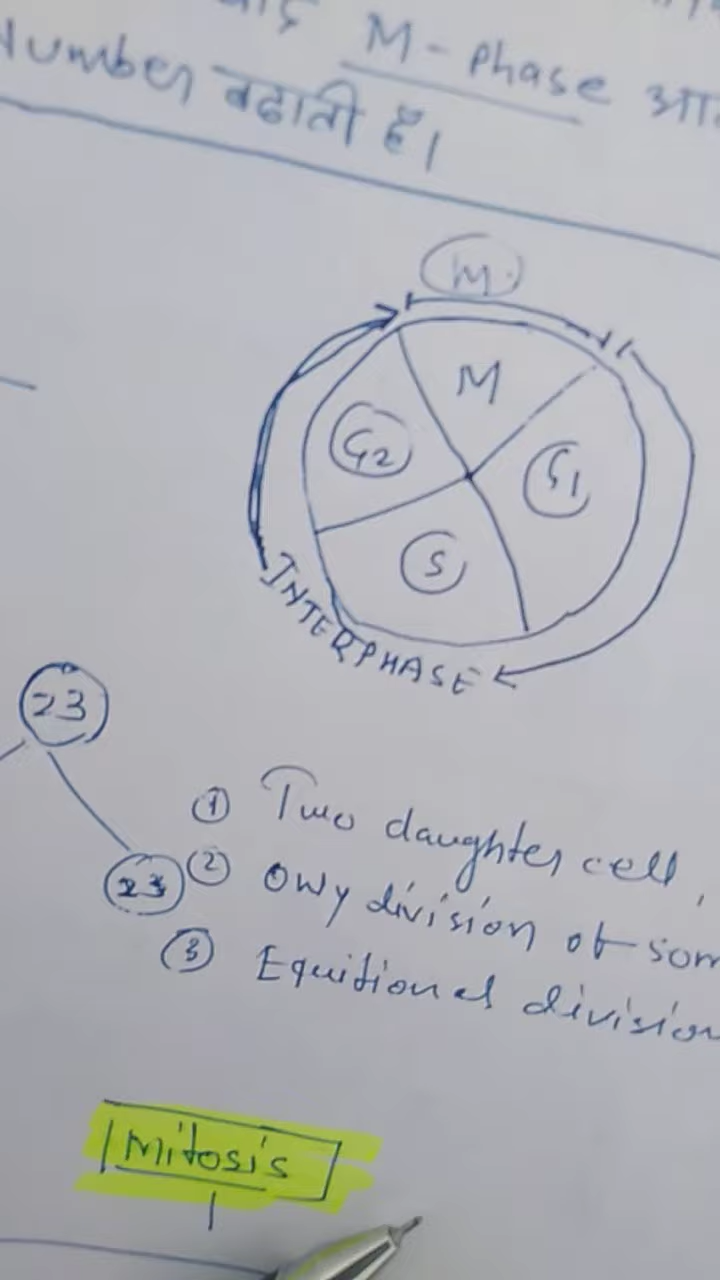 M - Phase
Number बढाती है।
M.
M
G2
G1
S
INTERPHASE
23
① Two daughter cell,
23
② Only division of som
③ Equitional division
Mitosis